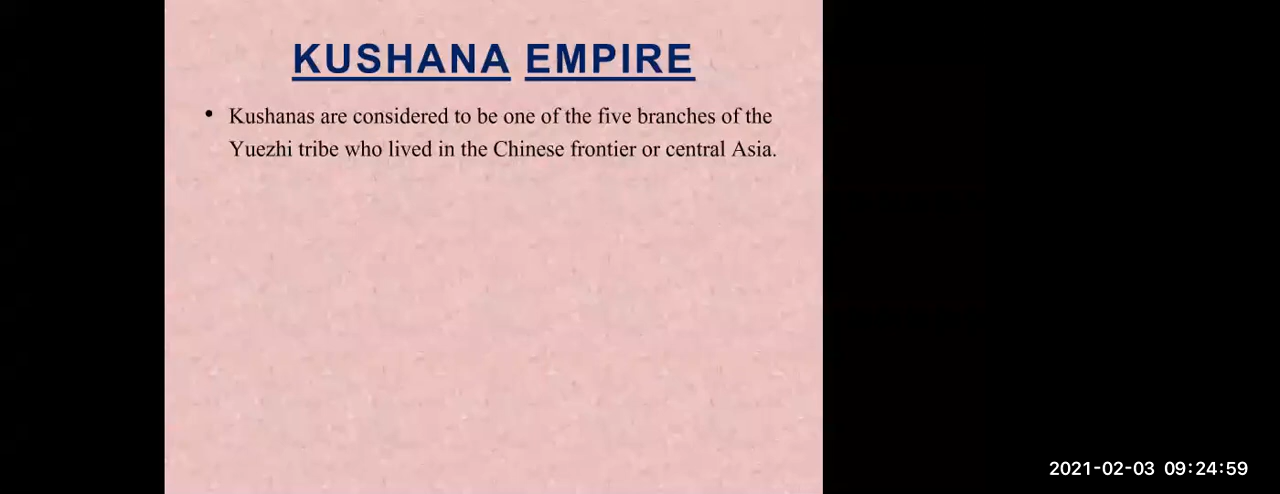 KUSHANA EMPIRE
• Kushanas are considered to be one of the five branches of the
Yuezhi tribe who lived in the Chinese frontier or central Asia.
2021-02-03 09:24:59